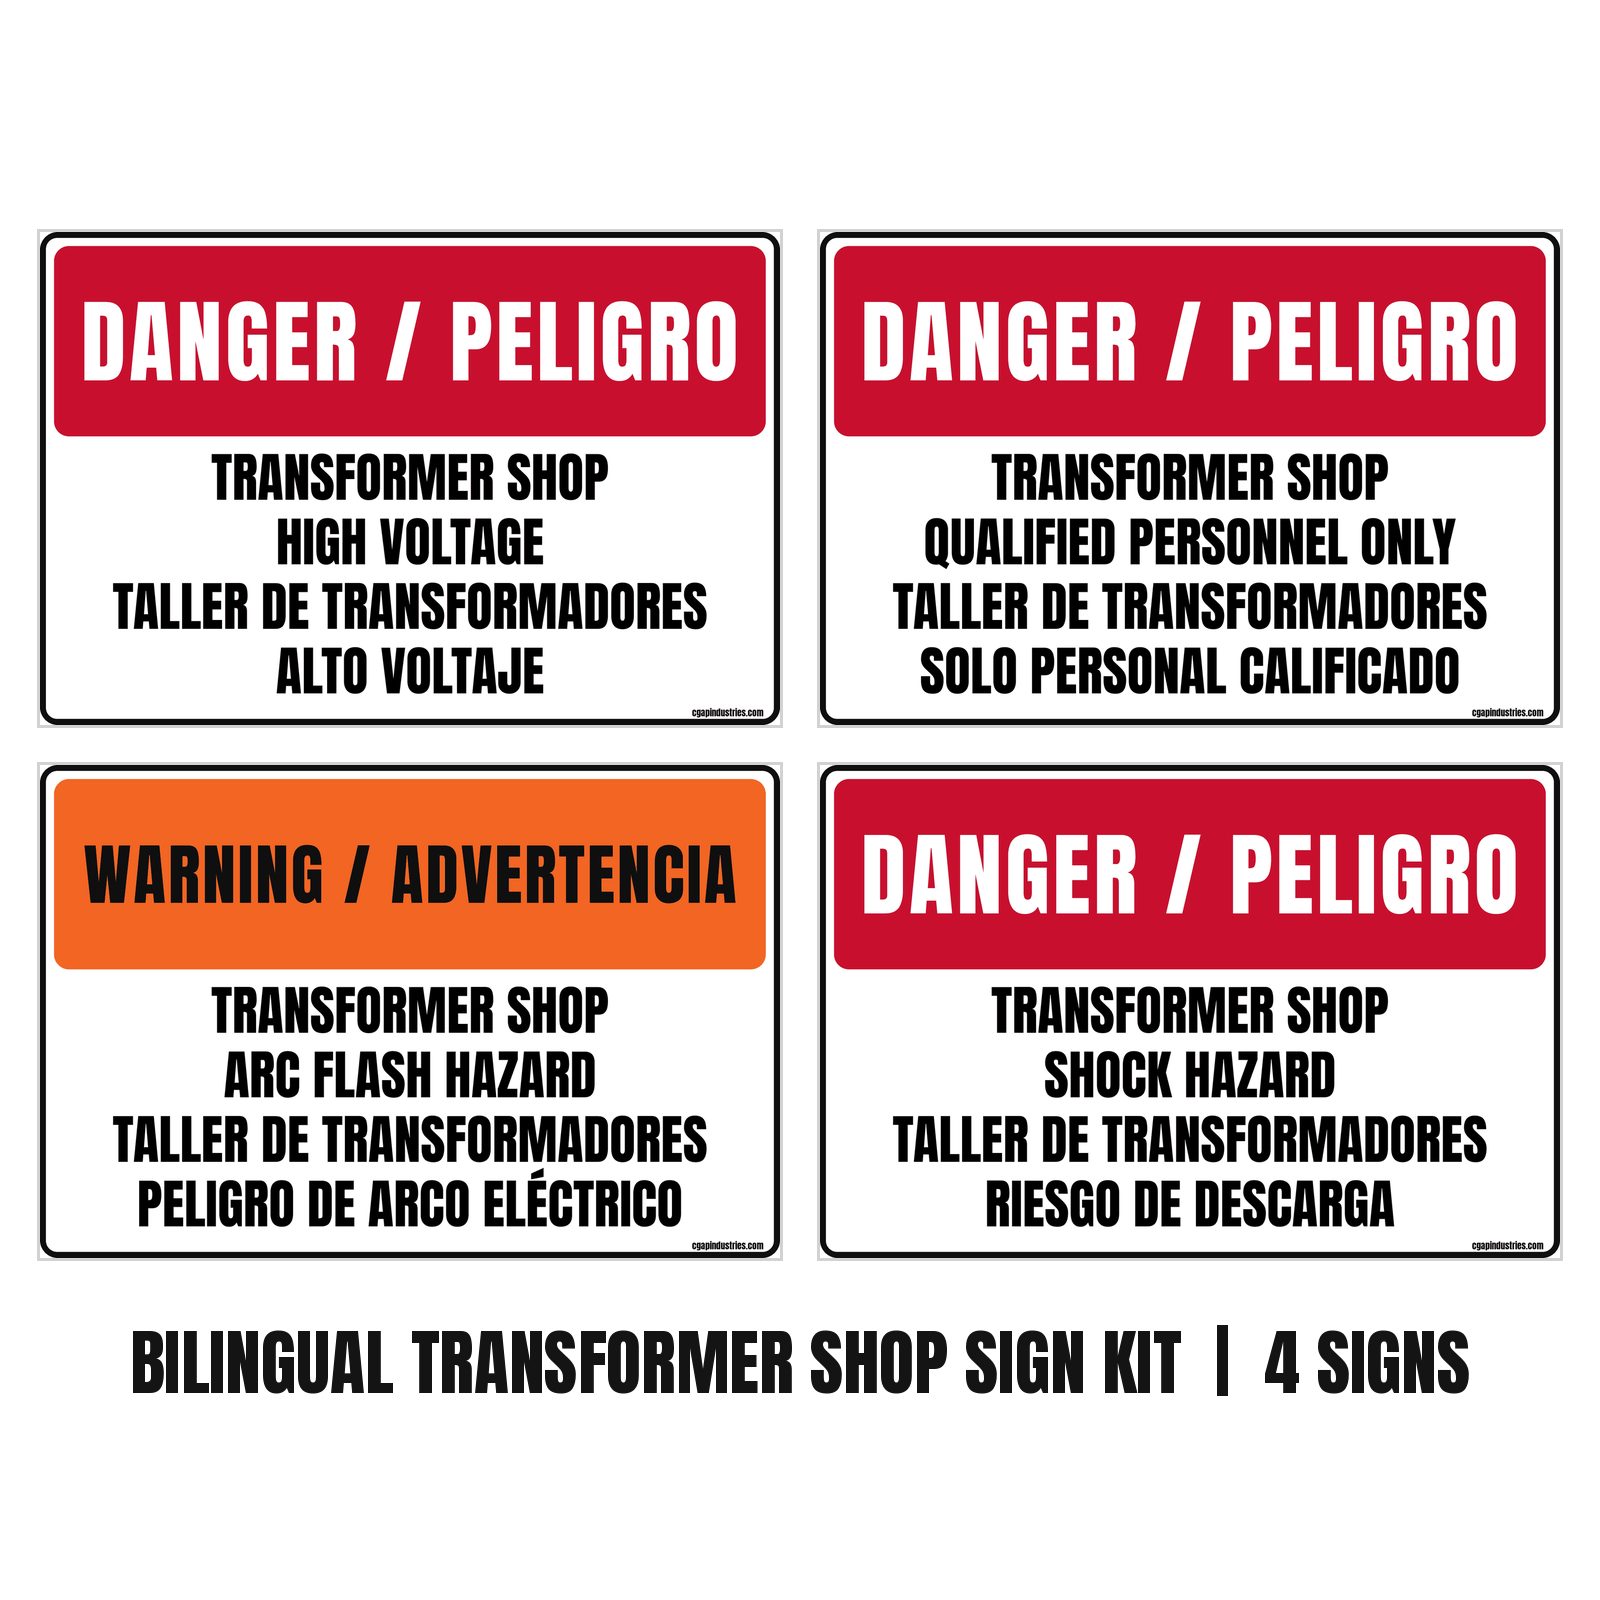 DANGER / PELIGRO
TRANSFORMER SHOP
HIGH VOLTAGE
TALLER DE TRANSFORMADORES
ALTO VOLTAJE
cgapindustries.com
DANGER / PELIGRO
TRANSFORMER SHOP
QUALIFIED PERSONNEL ONLY
TALLER DE TRANSFORMADORES
SOLO PERSONAL CALIFICADO
cgapindustries.com
WARNING / ADVERTENCIA
TRANSFORMER SHOP
ARC FLASH HAZARD
TALLER DE TRANSFORMADORES
PELIGRO DE ARCO ELÉCTRICO
cgapindustries.com
DANGER / PELIGRO
TRANSFORMER SHOP
SHOCK HAZARD
TALLER DE TRANSFORMADORES
RIESGO DE DESCARGA
cgapindustries.com
BILINGUAL TRANSFORMER SHOP SIGN KIT | 4 SIGNS